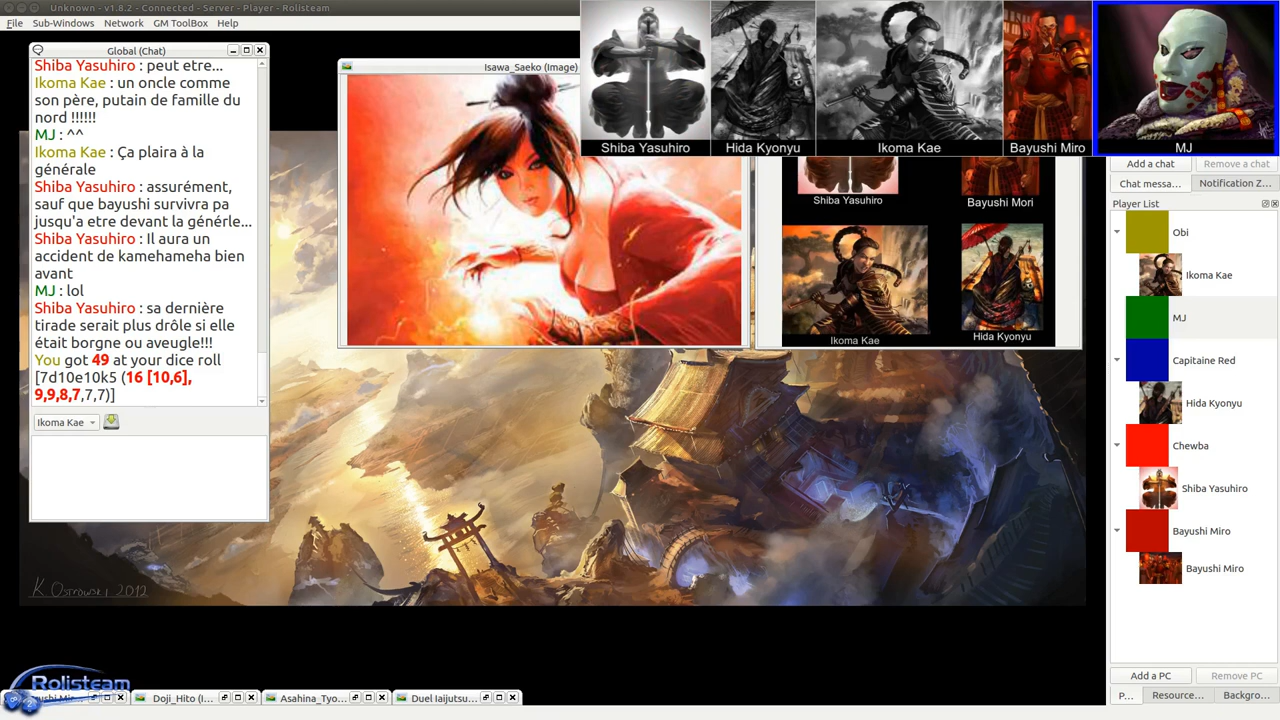 Unknown - v1.8.2 - Connected - Server - Player - Rolisteam
File Sub-Windows Network GM ToolBox Help
Global (Chat)
Shiba Yasuhiro : peut etre...
Ikoma Kae : un oncle comme
son père, putain de famille du
nord !!!!!!
MJ : ^^
Ikoma Kae : Ça plaira à la
générale
Shiba Yasuhiro : assurément,
sauf que bayushi survivra pa
jusqu'a etre devant la générle...
Shiba Yasuhiro : Il aura un
accident de kamehameha bien
avant
MJ : lol
Shiba Yasuhiro : sa dernière
tirade serait plus drôle si elle
était borgne ou aveugle!!!
You got 49 at your dice roll
[7d10e10k5 (16 [10,6],
9,9,8,7,7,7)]
Ikoma Kae
Isawa_Saeko (Image)
Shiba Yasuhiro
Hida Kyonyu
Ikoma Kae
Bayushi Miro
MJ
Shiba Yasuhiro
Bayushi Mori
Ikoma Kae
Hida Kyonyu
Add a chat Remove a chat
Chat messa... Notification Z...
Player List
Obi
Ikoma Kae
MJ
Capitaine Red
Hida Kyonyu
Chewba
Shiba Yasuhiro
Bayushi Miro
Bayushi Miro
Add a PC Remove PC
P... Resource... Backgro...
K Ostrowski 2012
Rolisteam
Doji_Hito (I...
Asahina_Tyo...
Duel Iaijutsu...